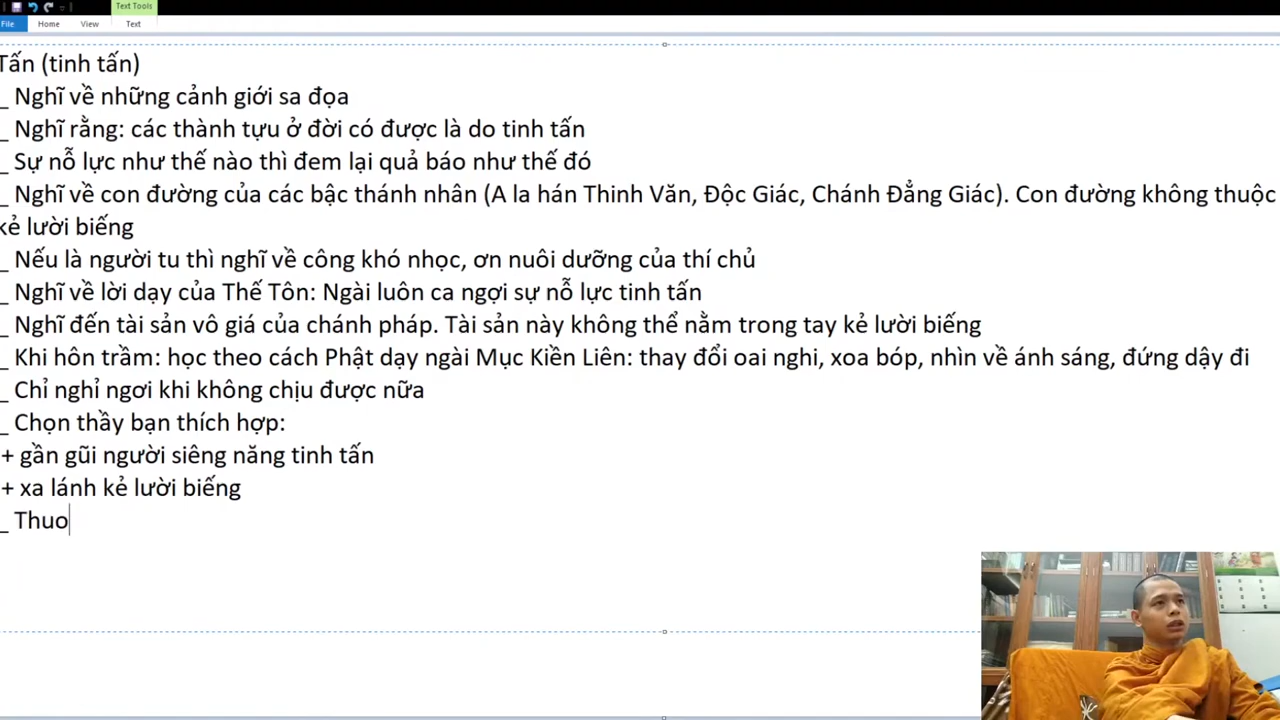 Text Tools
File Home View Text
Tấn (tinh tấn)
_ Nghĩ về những cảnh giới sa đọa
_ Nghĩ rằng: các thành tựu ở đời có được là do tinh tấn
_ Sự nỗ lực như thế nào thì đem lại quả báo như thế đó
_ Nghĩ về con đường của các bậc thánh nhân (A la hán Thinh Văn, Độc Giác, Chánh Đẳng Giác). Con đường không thuộc
kẻ lười biếng
_ Nếu là người tu thì nghĩ về công khó nhọc, ơn nuôi dưỡng của thí chủ
_ Nghĩ về lời dạy của Thế Tôn: Ngài luôn ca ngợi sự nỗ lực tinh tấn
_ Nghĩ đến tài sản vô giá của chánh pháp. Tài sản này không thể nằm trong tay kẻ lười biếng
_ Khi hôn trầm: học theo cách Phật dạy ngài Mục Kiền Liên: thay đổi oai nghi, xoa bóp, nhìn về ánh sáng, đứng dậy đi
_ Chỉ nghỉ ngơi khi không chịu được nữa
_ Chọn thầy bạn thích hợp:
+ gần gũi người siêng năng tinh tấn
+ xa lánh kẻ lười biếng
_ Thuo